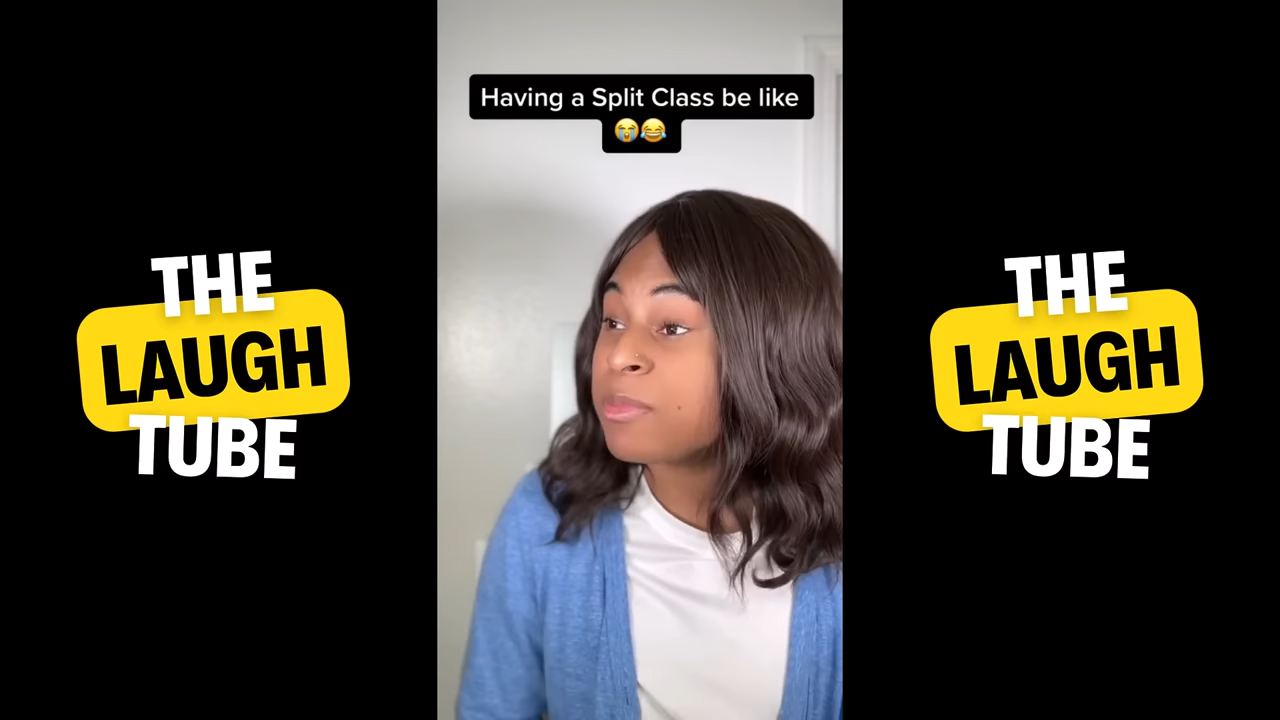 Having a Split Class be like
😭😂
THE
LAUGH
TUBE
THE
LAUGH
TUBE